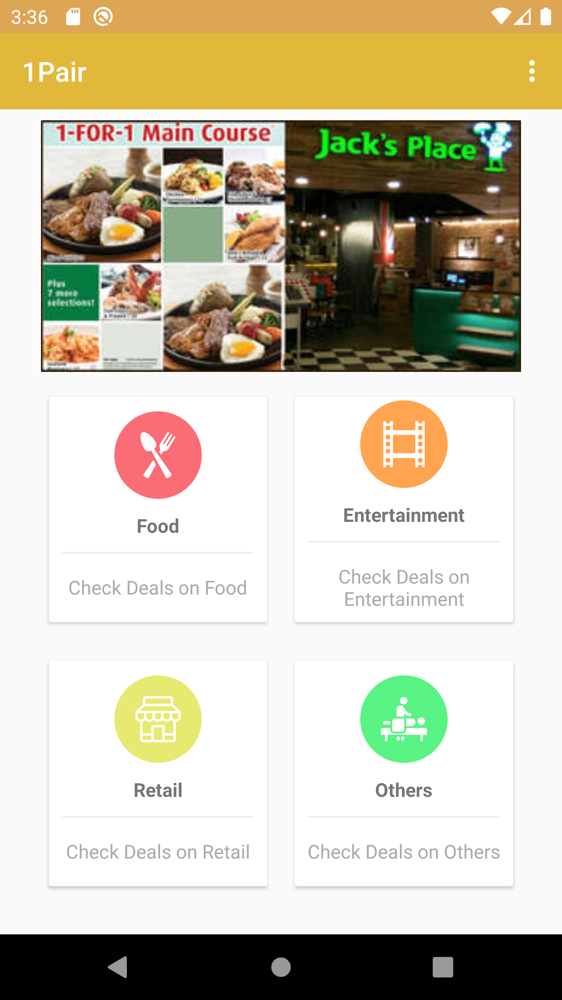 3:36
1Pair
1-FOR-1 Main Course
Jack's Place
Plus
7 more
selections!
Food
Check Deals on Food
Entertainment
Check Deals on
Entertainment
Retail
Check Deals on Retail
Others
Check Deals on Others